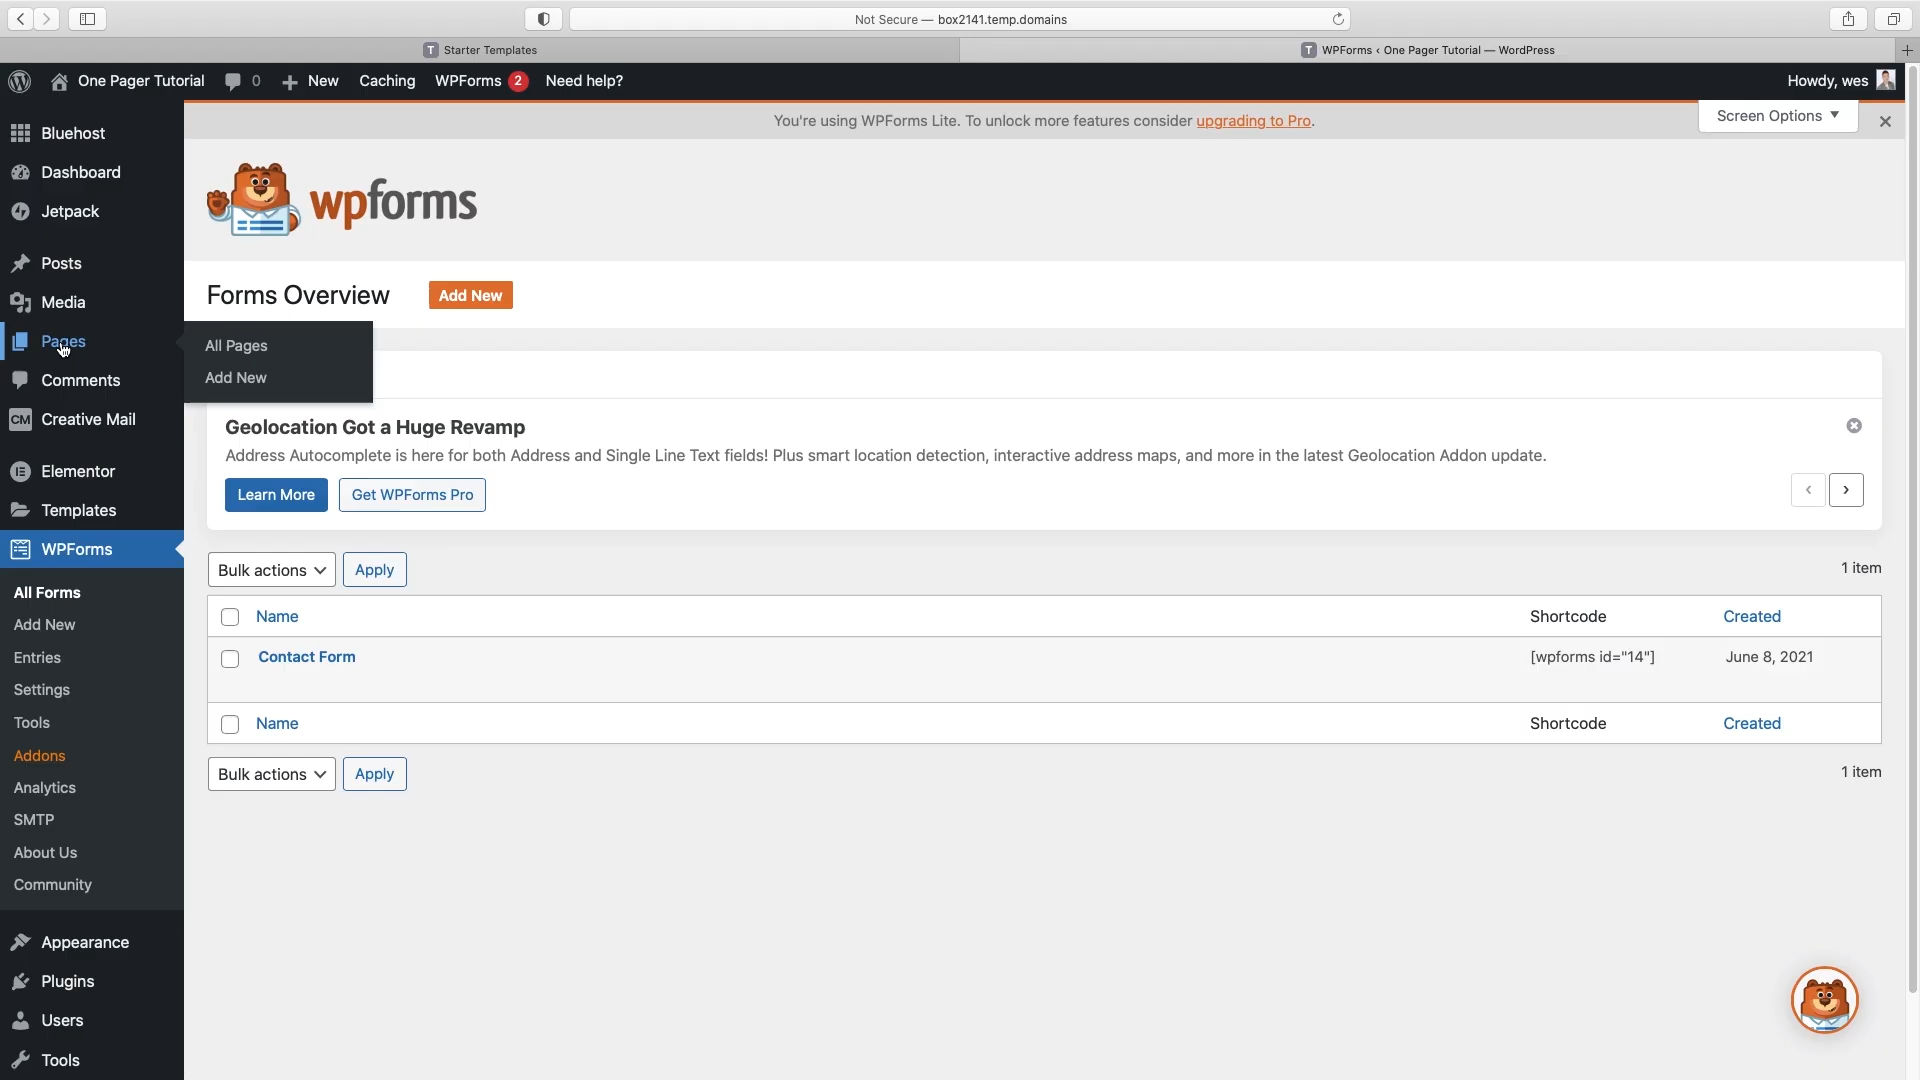 Not Secure — box2141.temp.domains
T Starter Templates
T WPForms ‹ One Pager Tutorial — WordPress
One Pager Tutorial 0 New Caching WPForms 2 Need help? Howdy, wes
You're using WPForms Lite. To unlock more features consider upgrading to Pro.
Screen Options
Bluehost
Dashboard
Jetpack
Posts
Media
Pages
Comments
CM Creative Mail
Elementor
Templates
WPForms
All Forms
Add New
Entries
Settings
Tools
Addons
Analytics
SMTP
About Us
Community
Appearance
Plugins
Users
Tools
All Pages
Add New
wpforms
Forms Overview Add New
Geolocation Got a Huge Revamp
Address Autocomplete is here for both Address and Single Line Text fields! Plus smart location detection, interactive address maps, and more in the latest Geolocation Addon update.
Learn More Get WPForms Pro
Bulk actions Apply 1 item
Name Shortcode Created
Contact Form [wpforms id="14"] June 8, 2021
Name Shortcode Created
Bulk actions Apply 1 item